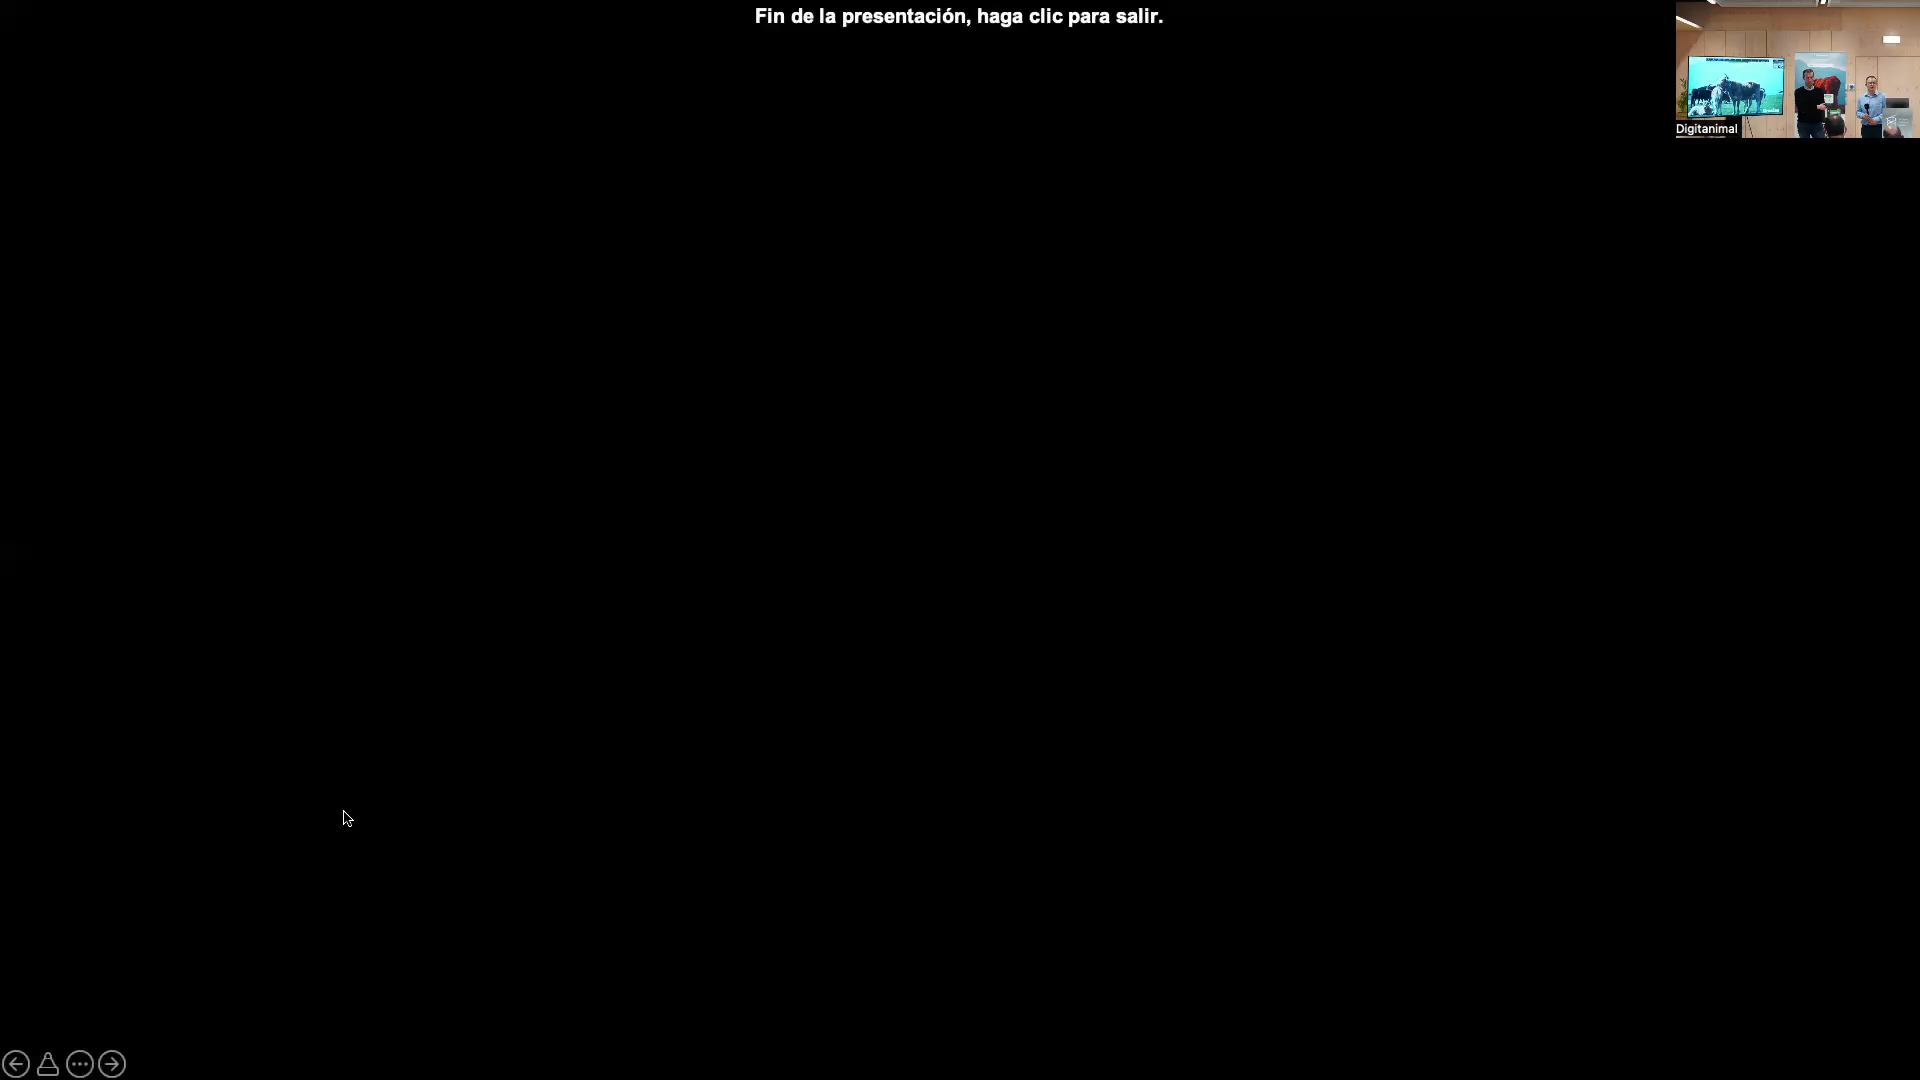 Fin de la presentación, haga clic para salir.
Digitanimal